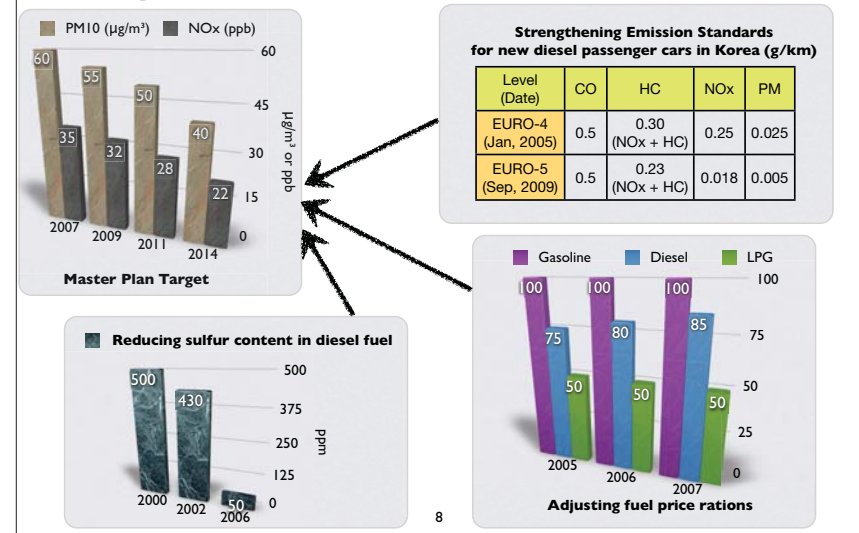 PM10 (µg/m³) NOx (ppb)
60
45
30
15
0
µg/m³ or ppb
60
35
55
32
50
28
40
22
2007
2009
2011
2014
Master Plan Target
Strengthening Emission Standards
for new diesel passenger cars in Korea (g/km)
Level
(Date)
CO
HC
NOx
PM
EURO-4
(Jan, 2005)
0.5
0.30
(NOx + HC)
0.25
0.025
EURO-5
(Sep, 2009)
0.5
0.23
(NOx + HC)
0.018
0.005
Reducing sulfur content in diesel fuel
500
375
250
125
0
ppm
500
430
50
2000
2002
2006
Gasoline Diesel LPG
100
75
50
25
0
100
75
50
100
80
50
100
85
50
2005
2006
2007
Adjusting fuel price rations
8